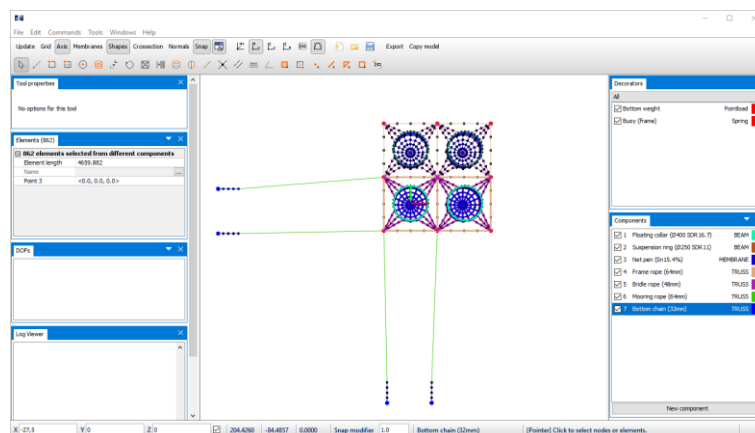 File Edit Commands Tools Windows Help
Update Grid Axis Membranes Shapes Crossection Normals Snap Export Copy model
Tool properties
No options for this tool
Elements (862)
862 elements selected from different components
Element length 4659.882
Name ...
Point 3 <0.0, 0.0, 0.0>
DOFs
Log Viewer
Decorators
All
Bottom weight Pointload
Buoy (frame) Spring
Components
1 Floating collar (Ø400 SDR16.7) BEAM
2 Suspension ring (Ø250 SDR11) BEAM
3 Net pen (Sn15.4%) MEMBRANE
4 Frame rope (64mm) TRUSS
5 Bridle rope (48mm) TRUSS
6 Mooring rope (64mm) TRUSS
7 Bottom chain (32mm) TRUSS
New component
X -27,5 Y 0 Z 0 204.4260 -84.4857 0.0000 Snap modifier 1.0 Bottom chain (32mm) [Pointer] Click to select nodes or elements.